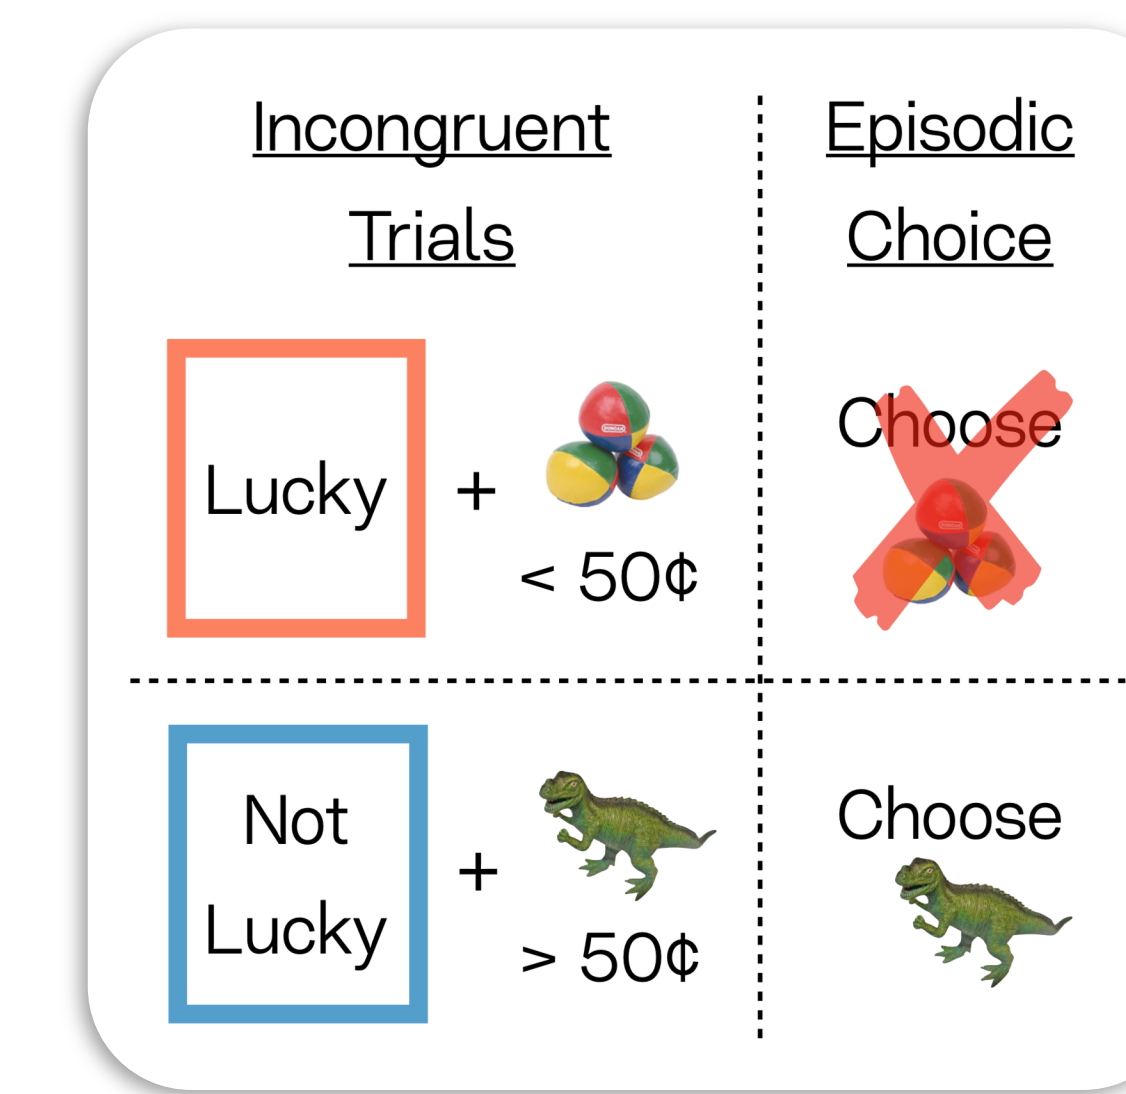 Incongruent
Trials
Episodic
Choice
Lucky
+
< 50¢
Choose
Not
Lucky
+
> 50¢
Choose